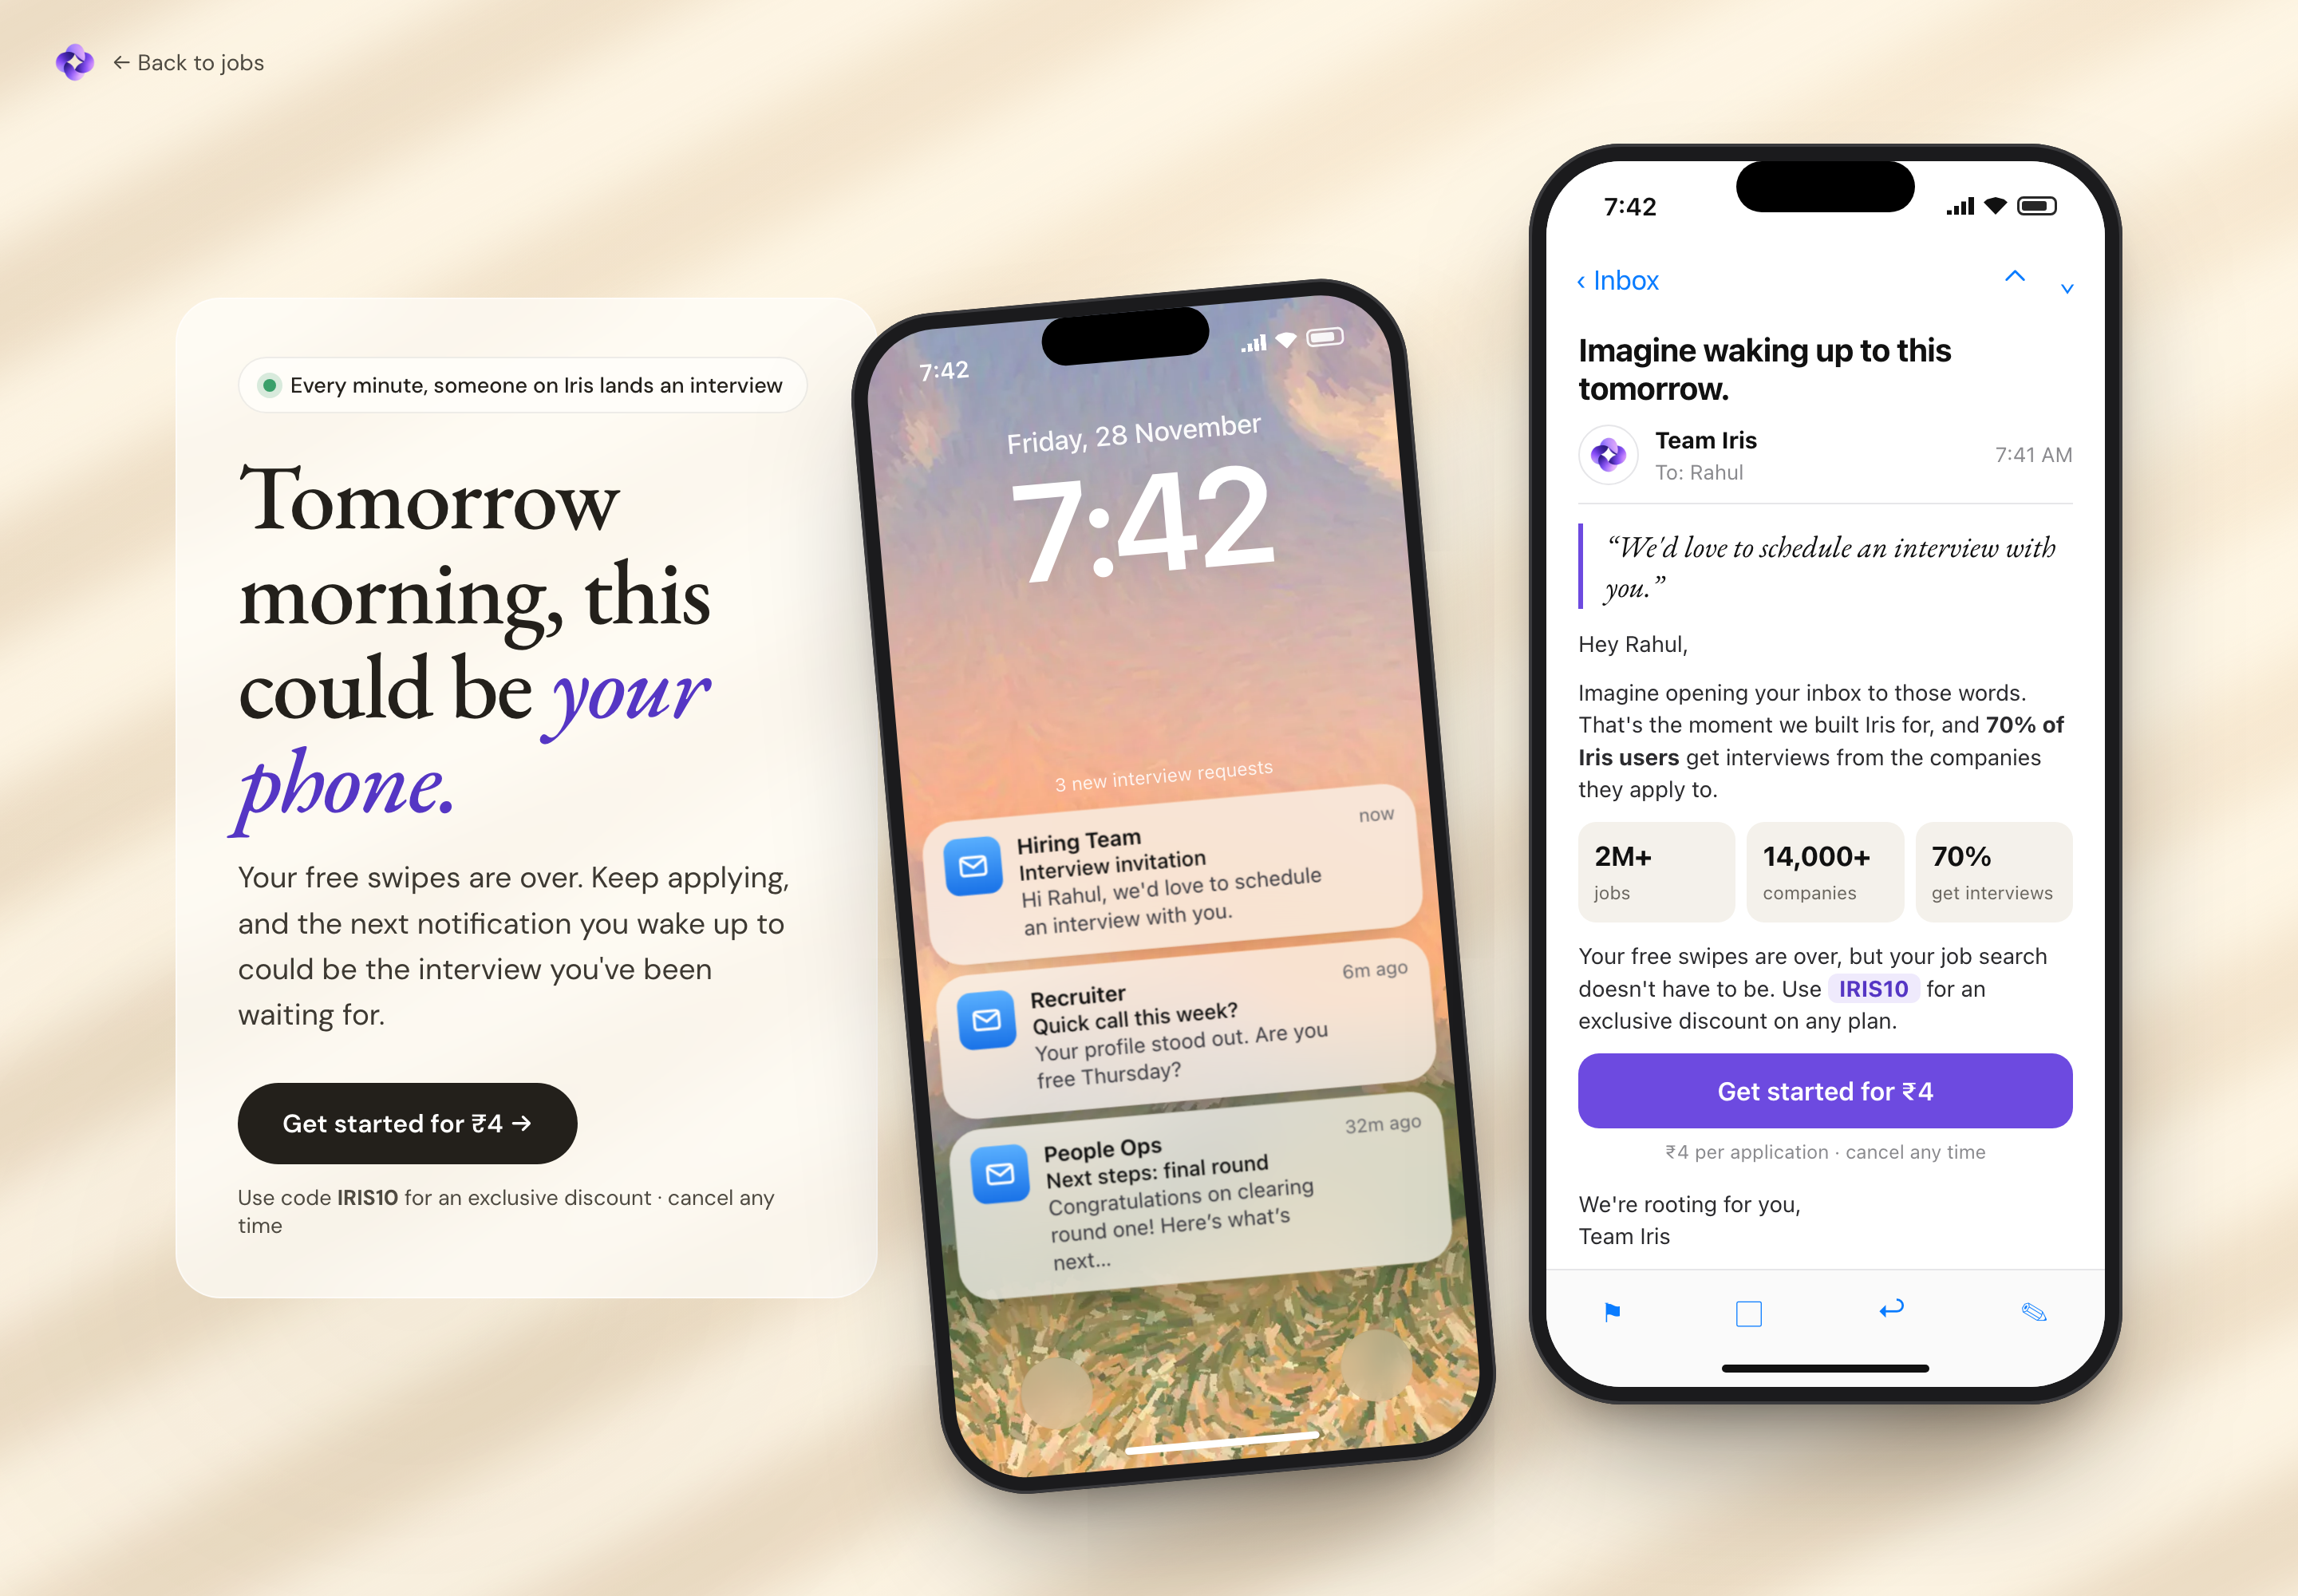 ← Back to jobs
Every minute, someone on Iris lands an interview
Tomorrow
morning, this
could be your
phone.
Your free swipes are over. Keep applying,
and the next notification you wake up to
could be the interview you've been
waiting for.
Get started for ₹4 →
Use code IRIS10 for an exclusive discount · cancel any
time
7:42
Friday, 28 November
7:42
3 new interview requests
Hiring Team
now
Interview invitation
Hi Rahul, we'd love to schedule
an interview with you.
Recruiter
6m ago
Quick call this week?
Your profile stood out. Are you
free Thursday?
People Ops
32m ago
Next steps: final round
Congratulations on clearing
round one! Here’s what’s
next...
7:42
‹ Inbox
Imagine waking up to this
tomorrow.
Team Iris
To: Rahul
7:41 AM
“We'd love to schedule an interview with
you.”
Hey Rahul,
Imagine opening your inbox to those words.
That's the moment we built Iris for, and 70% of
Iris users get interviews from the companies
they apply to.
2M+
jobs
14,000+
companies
70%
get interviews
Your free swipes are over, but your job search
doesn't have to be. Use IRIS10 for an
exclusive discount on any plan.
Get started for ₹4
₹4 per application · cancel any time
We're rooting for you,
Team Iris